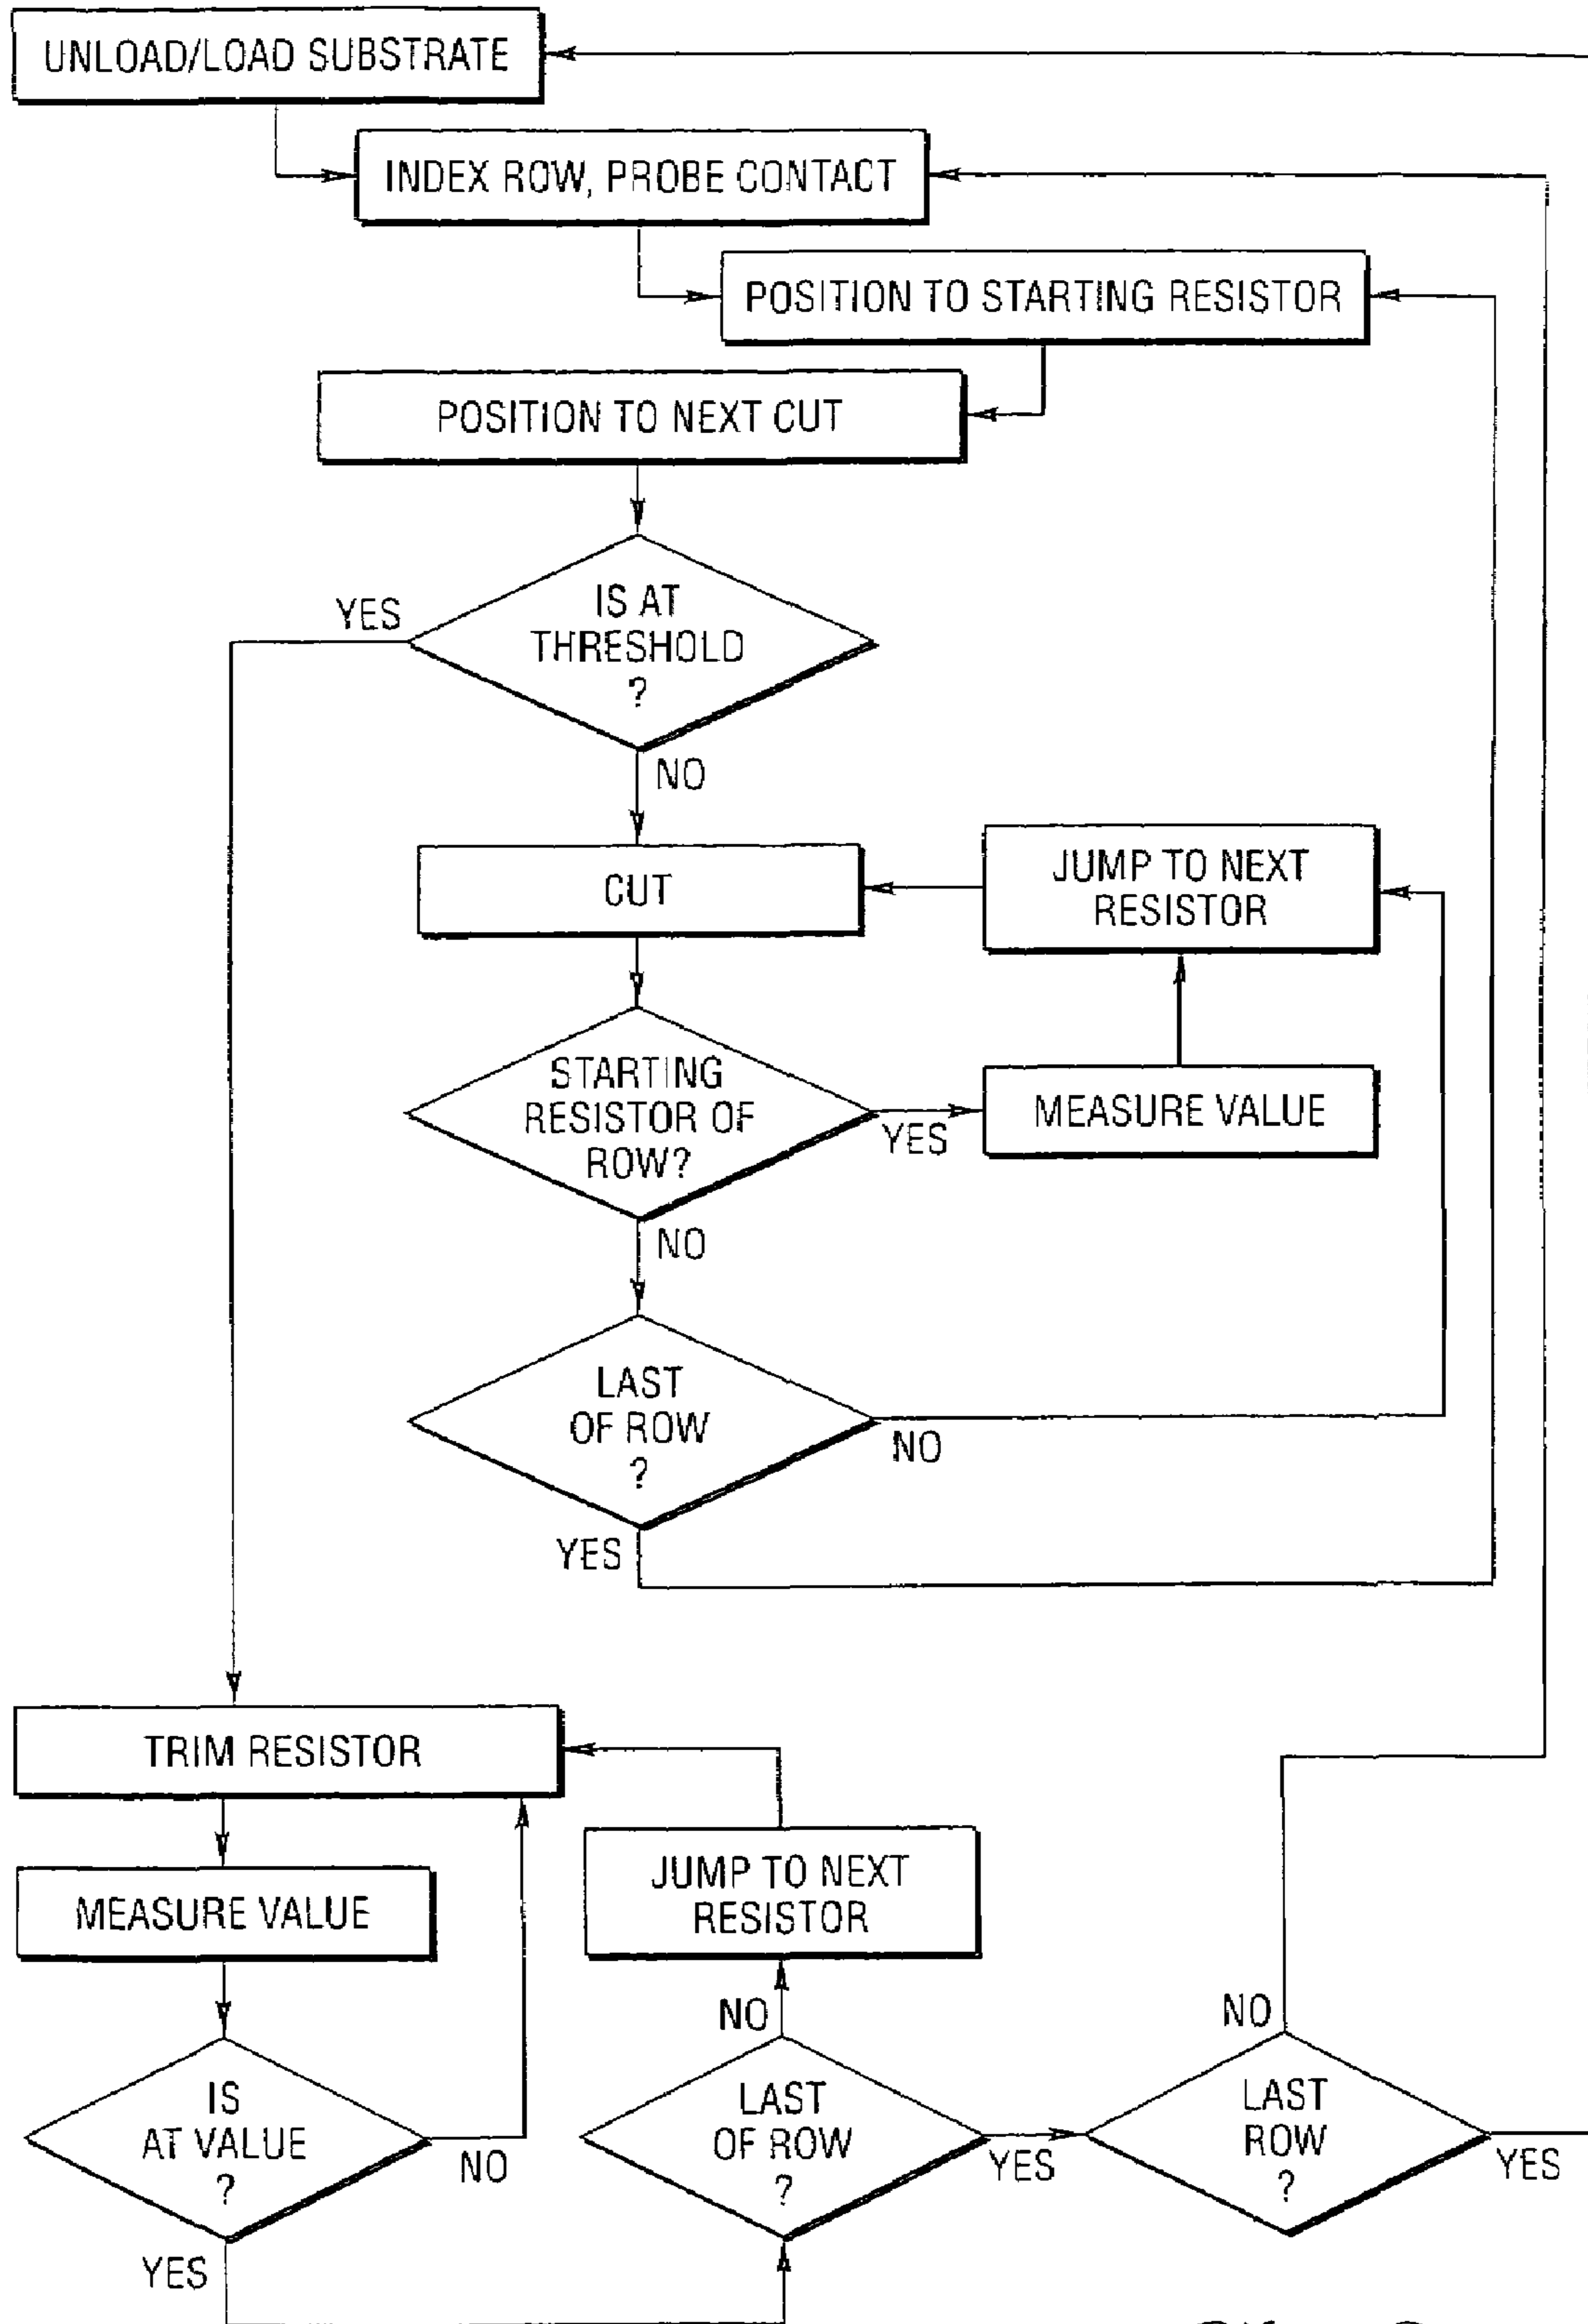 UNLOAD/LOAD SUBSTRATE
INDEX ROW, PROBE CONTACT
POSITION TO STARTING RESISTOR
POSITION TO NEXT CUT
YES
IS AT
THRESHOLD
?
NO
CUT
JUMP TO NEXT
RESISTOR
STARTING
RESISTOR OF
ROW?
YES
MEASURE VALUE
NO
LAST
OF ROW
?
NO
YES
TRIM RESISTOR
MEASURE VALUE
JUMP TO NEXT
RESISTOR
IS
AT VALUE
?
NO
YES
NO
LAST
OF ROW
?
YES
NO
LAST
ROW
?
YES